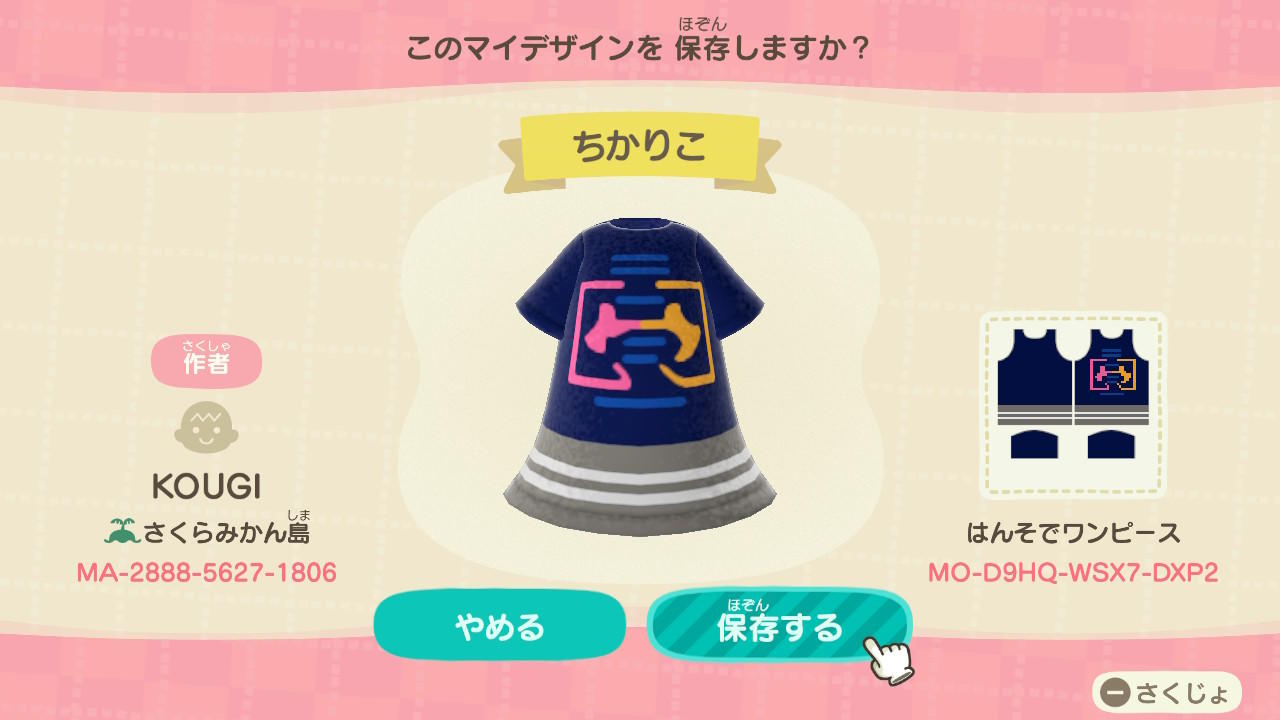 ほぞん
このマイデザインを 保存しますか？
ちかりこ
さくしゃ
作者
KOUGI
しま
さくらみかん島
MA-2888-5627-1806
はんそでワンピース
MO-D9HQ-WSX7-DXP2
やめる
ほぞん
保存する
さくじょ